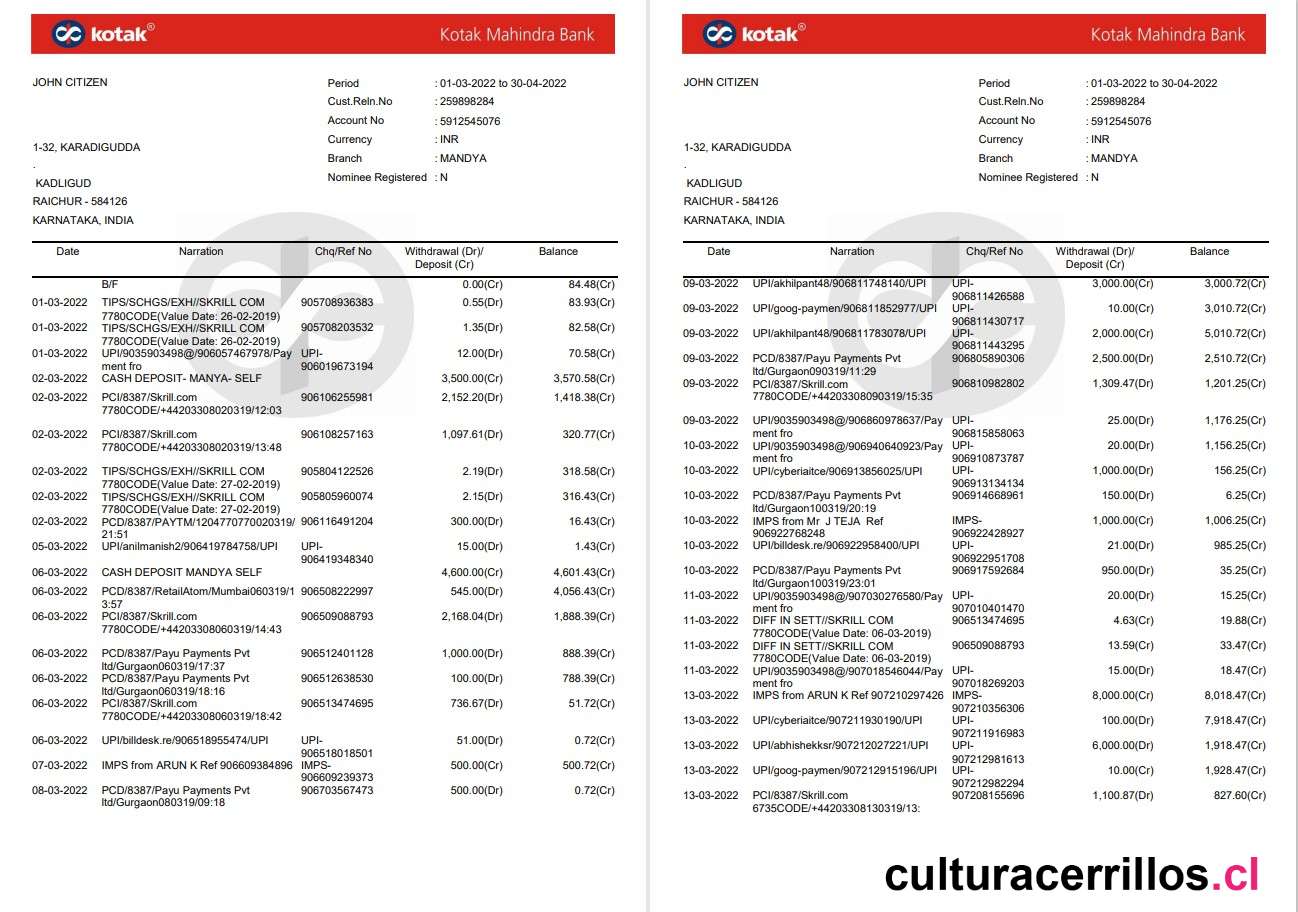 kotak®
Kotak Mahindra Bank
JOHN CITIZEN
Period : 01-03-2022 to 30-04-2022
Cust.Reln.No : 259898284
Account No : 5912545076
1-32, KARADIGUDDA
Currency : INR
.
Branch : MANDYA
KADLIGUD
Nominee Registered : N
RAICHUR - 584126
KARNATAKA, INDIA
Date Narration Chq/Ref No Withdrawal (Dr)/ Balance
Deposit (Cr)
B/F 0.00(Cr) 84.48(Cr)
01-03-2022 TIPS/SCHGS/EXH//SKRILL COM 905708936383 0.55(Dr) 83.93(Cr)
7780CODE(Value Date: 26-02-2019)
01-03-2022 TIPS/SCHGS/EXH//SKRILL COM 905708203532 1.35(Dr) 82.58(Cr)
7780CODE(Value Date: 26-02-2019)
01-03-2022 UPI/9035903498@/906057467978/Pay UPI- 12.00(Dr) 70.58(Cr)
ment fro 906019673194
02-03-2022 CASH DEPOSIT- MANYA- SELF 3,500.00(Cr) 3,570.58(Cr)
02-03-2022 PCI/8387/Skrill.com 906106255981 2,152.20(Dr) 1,418.38(Cr)
7780CODE/+44203308020319/12:03
02-03-2022 PCI/8387/Skrill.com 906108257163 1,097.61(Dr) 320.77(Cr)
7780CODE/+44203308020319/13:48
02-03-2022 TIPS/SCHGS/EXH//SKRILL COM 905804122526 2.19(Dr) 318.58(Cr)
7780CODE(Value Date: 27-02-2019)
02-03-2022 TIPS/SCHGS/EXH//SKRILL COM 905805960074 2.15(Dr) 316.43(Cr)
7780CODE(Value Date: 27-02-2019)
02-03-2022 PCD/8387/PAYTM/1204770770020319/ 906116491204 300.00(Dr) 16.43(Cr)
21:51
05-03-2022 UPI/anilmanish2/906419784758/UPI UPI- 15.00(Dr) 1.43(Cr)
906419348340
06-03-2022 CASH DEPOSIT MANDYA SELF 4,600.00(Cr) 4,601.43(Cr)
06-03-2022 PCD/8387/RetailAtom/Mumbai060319/1 906508222997 545.00(Dr) 4,056.43(Cr)
3:57
06-03-2022 PCI/8387/Skrill.com 906509088793 2,168.04(Dr) 1,888.39(Cr)
7780CODE/+44203308060319/14:43
06-03-2022 PCD/8387/Payu Payments Pvt 906512401128 1,000.00(Dr) 888.39(Cr)
ltd/Gurgaon060319/17:37
06-03-2022 PCD/8387/Payu Payments Pvt 906512638530 100.00(Dr) 788.39(Cr)
ltd/Gurgaon060319/18:16
06-03-2022 PCI/8387/Skrill.com 906513474695 736.67(Dr) 51.72(Cr)
7780CODE/+44203308060319/18:42
06-03-2022 UPI/billdesk.re/906518955474/UPI UPI- 51.00(Dr) 0.72(Cr)
906518018501
07-03-2022 IMPS from ARUN K Ref 906609384896 IMPS- 500.00(Cr) 500.72(Cr)
906609239373
08-03-2022 PCD/8387/Payu Payments Pvt 906703567473 500.00(Dr) 0.72(Cr)
ltd/Gurgaon080319/09:18
kotak®
Kotak Mahindra Bank
JOHN CITIZEN
Period : 01-03-2022 to 30-04-2022
Cust.Reln.No : 259898284
Account No : 5912545076
1-32, KARADIGUDDA
Currency : INR
.
Branch : MANDYA
KADLIGUD
Nominee Registered : N
RAICHUR - 584126
KARNATAKA, INDIA
Date Narration Chq/Ref No Withdrawal (Dr)/ Balance
Deposit (Cr)
09-03-2022 UPI/akhilpant48/906811748140/UPI UPI- 3,000.00(Cr) 3,000.72(Cr)
906811426588
09-03-2022 UPI/goog-paymen/906811852977/UPI UPI- 10.00(Cr) 3,010.72(Cr)
906811430717
09-03-2022 UPI/akhilpant48/906811783078/UPI UPI- 2,000.00(Cr) 5,010.72(Cr)
906811443295
09-03-2022 PCD/8387/Payu Payments Pvt 906805890306 2,500.00(Dr) 2,510.72(Cr)
ltd/Gurgaon090319/11:29
09-03-2022 PCI/8387/Skrill.com 906810982802 1,309.47(Dr) 1,201.25(Cr)
7780CODE/+44203308090319/15:35
09-03-2022 UPI/9035903498@/906860978637/Pay UPI- 25.00(Dr) 1,176.25(Cr)
ment fro 906815858063
10-03-2022 UPI/9035903498@/906940640923/Pay UPI- 20.00(Dr) 1,156.25(Cr)
ment fro 906910873787
10-03-2022 UPI/cyberiaitce/906913856025/UPI UPI- 1,000.00(Dr) 156.25(Cr)
906913134134
10-03-2022 PCD/8387/Payu Payments Pvt 906914668961 150.00(Dr) 6.25(Cr)
ltd/Gurgaon100319/20:19
10-03-2022 IMPS from Mr J TEJA Ref IMPS- 1,000.00(Cr) 1,006.25(Cr)
906922768248 906922428927
10-03-2022 UPI/billdesk.re/906922958400/UPI UPI- 21.00(Dr) 985.25(Cr)
906922951708
10-03-2022 PCD/8387/Payu Payments Pvt 906917592684 950.00(Dr) 35.25(Cr)
ltd/Gurgaon100319/23:01
11-03-2022 UPI/9035903498@/907030276580/Pay UPI- 20.00(Dr) 15.25(Cr)
ment fro 907010401470
11-03-2022 DIFF IN SETT//SKRILL COM 906513474695 4.63(Cr) 19.88(Cr)
7780CODE(Value Date: 06-03-2019)
11-03-2022 DIFF IN SETT//SKRILL COM 906509088793 13.59(Cr) 33.47(Cr)
7780CODE(Value Date: 06-03-2019)
11-03-2022 UPI/9035903498@/907018546044/Pay UPI- 15.00(Dr) 18.47(Cr)
ment fro 907018269203
13-03-2022 IMPS from ARUN K Ref 907210297426 IMPS- 8,000.00(Cr) 8,018.47(Cr)
907210356306
13-03-2022 UPI/cyberiaitce/907211930190/UPI UPI- 100.00(Dr) 7,918.47(Cr)
907211916983
13-03-2022 UPI/abhishekksr/907212027221/UPI UPI- 6,000.00(Dr) 1,918.47(Cr)
907212981613
13-03-2022 UPI/goog-paymen/907212915196/UPI UPI- 10.00(Cr) 1,928.47(Cr)
907212982294
13-03-2022 PCI/8387/Skrill.com 907208155696 1,100.87(Dr) 827.60(Cr)
6735CODE/+44203308130319/13:
culturacerrillos.cl